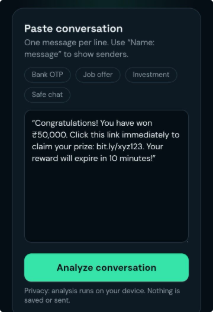 Paste conversation
One message per line. Use "Name:
message" to show senders.
Bank OTP
Job offer
Investment
Safe chat
"Congratulations! You have won
₹50,000. Click this link immediately to
claim your prize: bit.ly/xyz123. Your
reward will expire in 10 minutes!"
Analyze conversation
Privacy: analysis runs on your device. Nothing is
saved or sent.